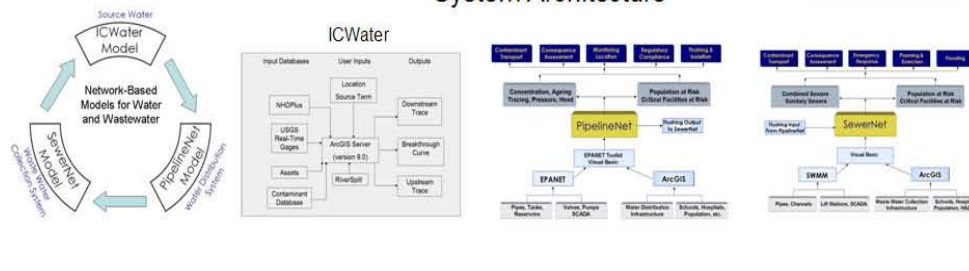 System Architecture
Source Water
ICWater
Model
Network-Based
Models for Water
and Wastewater
PipelineNet
Model
Water Distribution
System
SewerNet
Model
Waste Water
Collection System
ICWater
Input Databases
User Inputs
Outputs
Location
Source Term
NHDPlus
USGS
Real-Time
Gages
Assets
Contaminant
Database
ArcGIS Server
(version 9.0)
RiverSpill
Downstream
Trace
Breakthrough
Curve
Upstream
Trace
Contaminant
Transport
Consequence
Assessment
Monitoring
Location
Regulatory
Compliance
Flushing &
Isolation
Concentration, Ageing
Tracing, Pressure, Head
Population at Risk
Critical Facilities at Risk
PipelineNet
Flushing Output
to SewerNet
EPANET Toolkit
Visual Basic
EPANET
ArcGIS
Pipes, Tanks,
Reservoirs
Valves, Pumps
SCADA
Water Distribution
Infrastructure
Schools, Hospitals,
Population, etc.
Contaminant
Transport
Consequence
Assessment
Emergency
Response
Planning &
Exercise
Flooding
Combined Sewers
Sanitary Sewers
Population at Risk
Critical Facilities at Risk
Flushing Input
From PipelineNet
SewerNet
Visual Basic
SWMM
ArcGIS
Pipes, Channels
Lift Stations, SCADA
Waste Water Collection
Infrastructure
Schools, Hospi
Population, HA